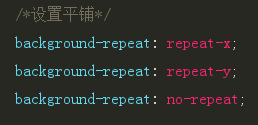 /*设置平铺*/
background-repeat: repeat-x;
background-repeat: repeat-y;
background-repeat: no-repeat;